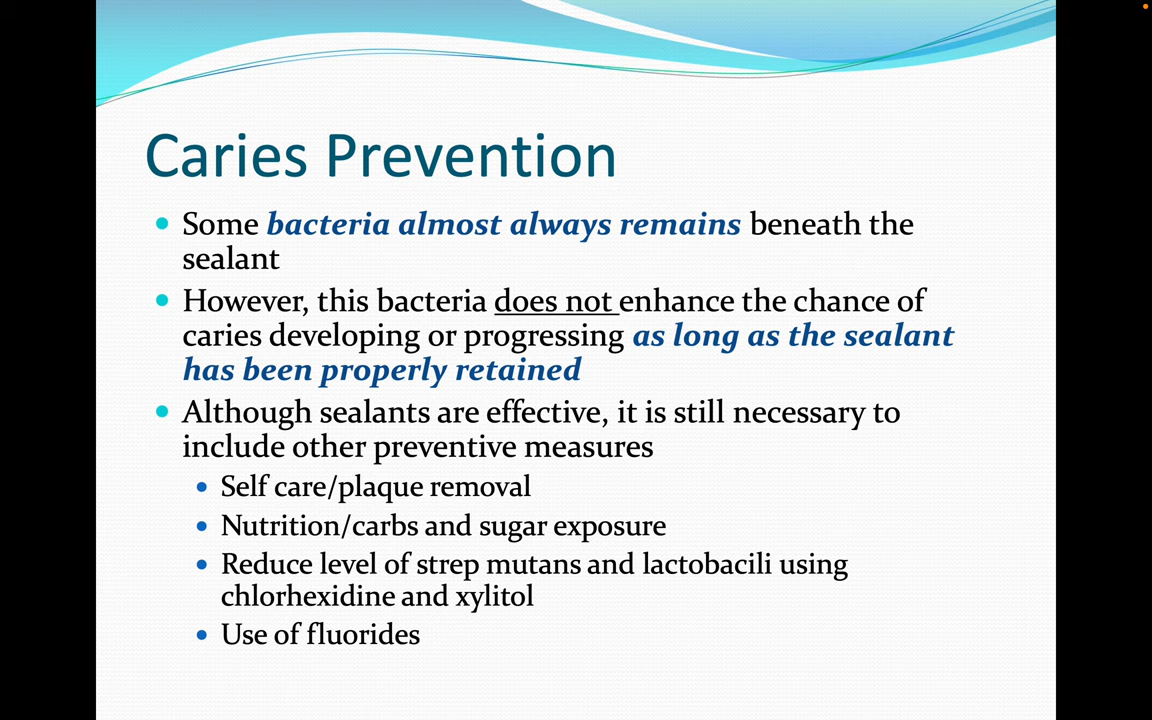 Caries Prevention
Some bacteria almost always remains beneath the
sealant
However, this bacteria does not enhance the chance of
caries developing or progressing as long as the sealant
has been properly retained
Although sealants are effective, it is still necessary to
include other preventive measures
Self care/plaque removal
Nutrition/carbs and sugar exposure
Reduce level of strep mutans and lactobacili using
chlorhexidine and xylitol
Use of fluorides